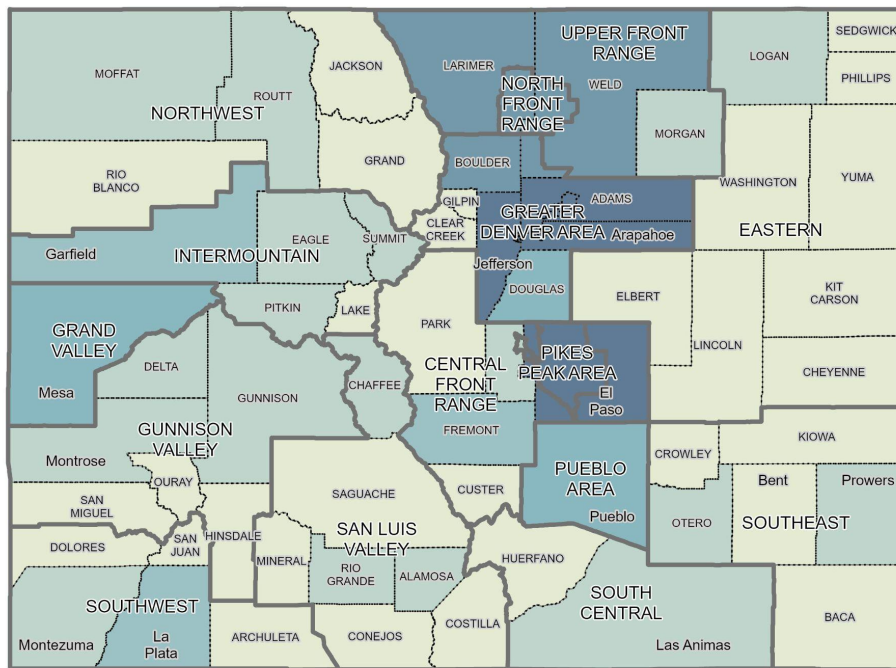 SEDGWICK
UPPER FRONT
RANGE
LOGAN
LARIMER
JACKSON
MOFFAT
PHILLIPS
NORTH
FRONT
RANGE
WELD
ROUTT
NORTHWEST
MORGAN
GRAND
BOULDER
RIO
BLANCO
WASHINGTON
YUMA
GILPIN
ADAMS
GREATER
DENVER AREA
CLEAR
CREEK
EASTERN
Arapahoe
EAGLE
SUMMIT
Garfield
INTERMOUNTAIN
Jefferson
DOUGLAS
ELBERT
KIT
CARSON
PITKIN
LAKE
PARK
GRAND
VALLEY
LINCOLN
PIKES
PEAK AREA
DELTA
CENTRAL
FRONT
RANGE
CHEYENNE
CHAFFEE
Mesa
GUNNISON
El
Paso
GUNNISON
VALLEY
FREMONT
KIOWA
CROWLEY
Montrose
PUEBLO
AREA
OURAY
Bent
Prowers
SAGUACHE
CUSTER
SAN
MIGUEL
Pueblo
OTERO
SOUTHEAST
SAN LUIS
VALLEY
HINSDALE
SAN
JUAN
DOLORES
HUERFANO
MINERAL
RIO
GRANDE
ALAMOSA
SOUTH
CENTRAL
SOUTHWEST
COSTILLA
BACA
Montezuma
La
Plata
ARCHULETA
CONEJOS
Las Animas